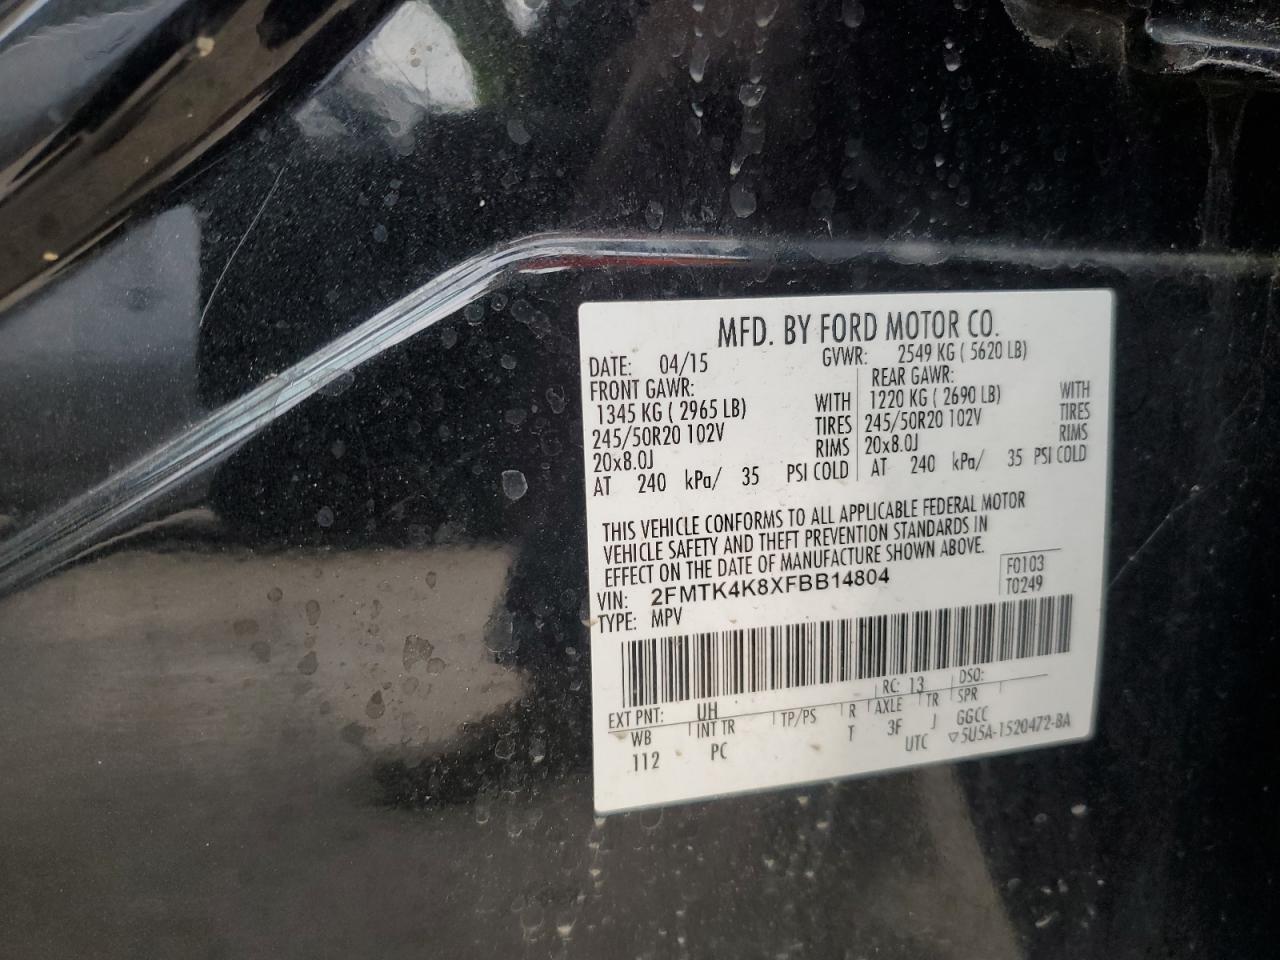 MFD. BY FORD MOTOR CO.
DATE: 04/15 GVWR: 2549 KG ( 5620 LB)
FRONT GAWR: REAR GAWR:
1345 KG ( 2965 LB) WITH 1220 KG ( 2690 LB) WITH
245/50R20 102V TIRES 245/50R20 102V TIRES
20x8.0J RIMS 20x8.0J RIMS
AT 240 kPa/ 35 PSI COLD AT 240 kPa/ 35 PSI COLD
THIS VEHICLE CONFORMS TO ALL APPLICABLE FEDERAL MOTOR
VEHICLE SAFETY AND THEFT PREVENTION STANDARDS IN
EFFECT ON THE DATE OF MANUFACTURE SHOWN ABOVE.
VIN: 2FMTK4K8XFBB14804 F0103
TYPE: MPV T0249
EXT PNT: UH RC: 13 DSO:
WB INT TR TP/PS R AXLE TR SPR
112 PC T 3F J GGCC
UTC ▽5U5A-1520472-BA